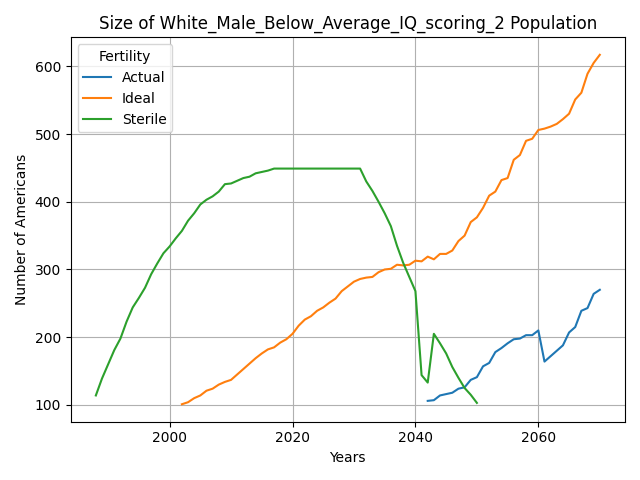 Size of White_Male_Below_Average_IQ_scoring_2 Population
Fertility
Actual
Ideal
Sterile
Number of Americans
600
500
400
300
200
100
2000 2020 2040 2060
Years